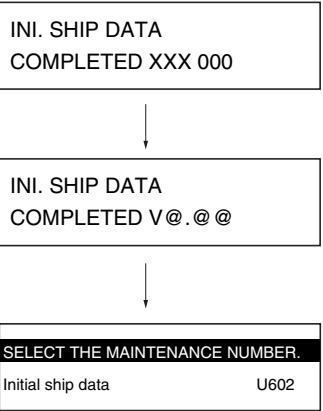 INI. SHIP DATA
COMPLETED XXX 000
INI. SHIP DATA
COMPLETED V@.@@
SELECT THE MAINTENANCE NUMBER.
Initial ship data U602